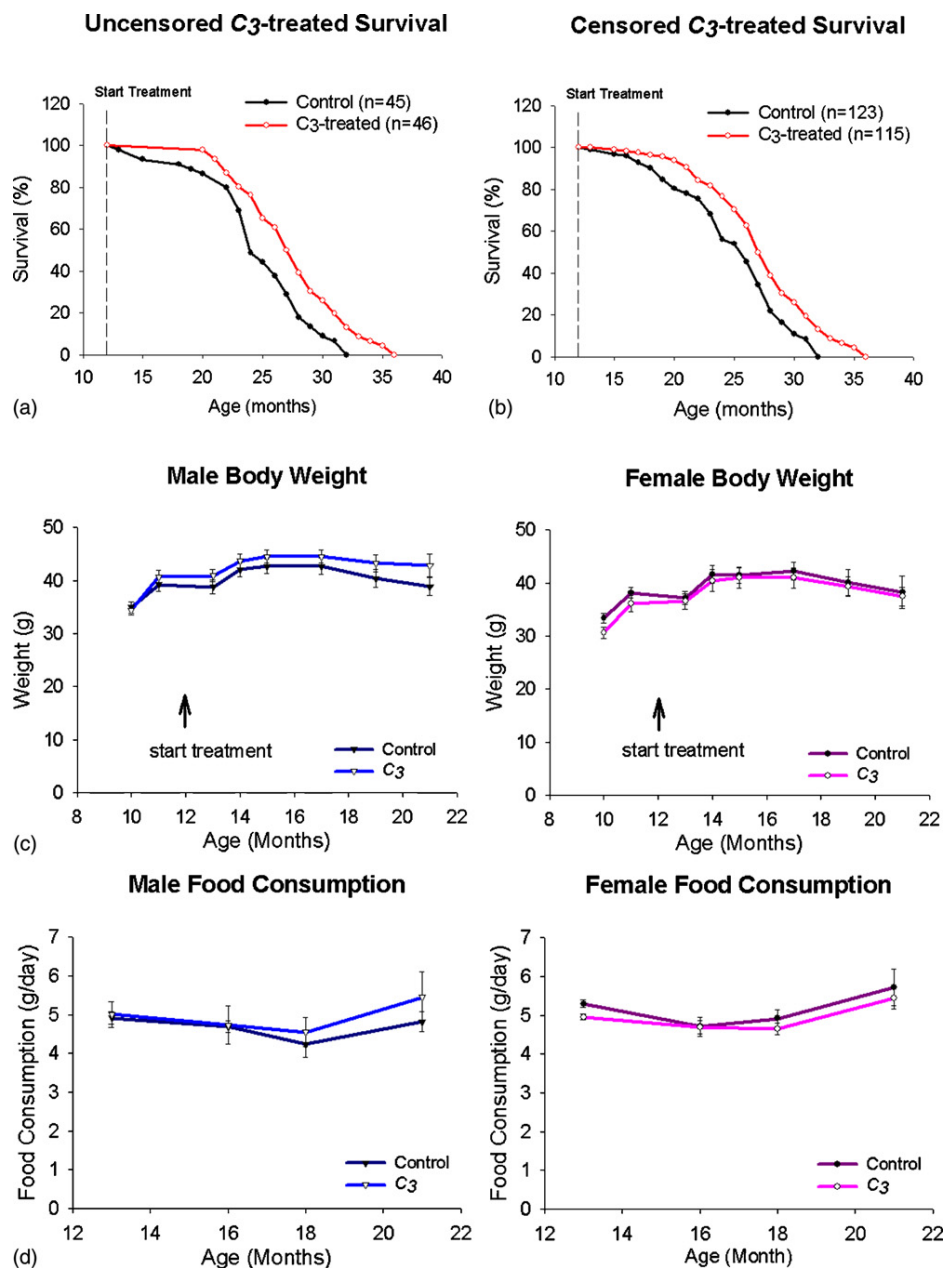 Uncensored C3-treated Survival
Start Treatment
Control (n=45)
C3-treated (n=46)
120
100
80
60
40
20
0
Survival (%)
10 15 20 25 30 35 40
Age (months)
(a)
Censored C3-treated Survival
Start Treatment
Control (n=123)
C3-treated (n=115)
120
100
80
60
40
20
0
Survival (%)
10 15 20 25 30 35 40
Age (months)
(b)
Male Body Weight
50
40
30
20
10
0
Weight (g)
start treatment
Control
C3
8 10 12 14 16 18 20 22
Age (Months)
(c)
Female Body Weight
50
40
30
20
10
0
Weight (g)
start treatment
Control
C3
8 10 12 14 16 18 20 22
Age (Months)
Male Food Consumption
7
6
5
4
3
2
1
0
Food Consumption (g/day)
Control
C3
12 14 16 18 20 22
Age (Months)
(d)
Female Food Consumption
7
6
5
4
3
2
1
0
Food Consumption (g/day)
Control
C3
12 14 16 18 20 22
Age (Month)